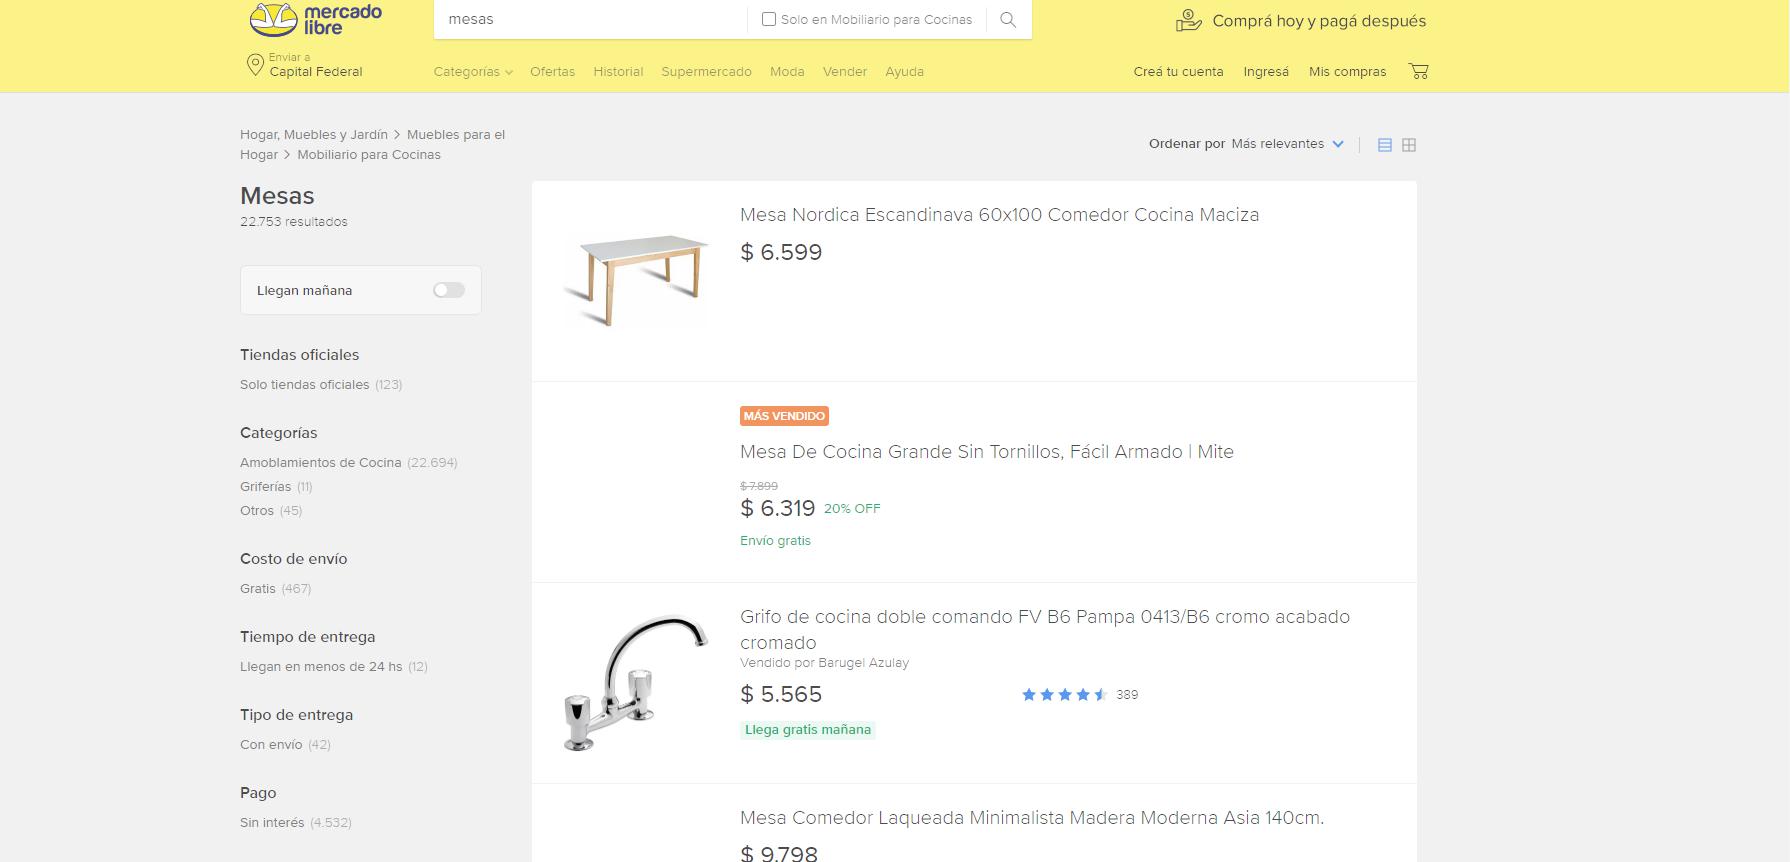 mercado
libre
mesas
Solo en Mobiliario para Cocinas
Comprá hoy y pagá después
Enviar a
Capital Federal
Categorías
Ofertas
Historial
Supermercado
Moda
Vender
Ayuda
Creá tu cuenta
Ingresá
Mis compras
Hogar, Muebles y Jardín > Muebles para el
Hogar > Mobiliario para Cocinas
Ordenar por Más relevantes
Mesas
22.753 resultados
Llegan mañana
Tiendas oficiales
Solo tiendas oficiales (123)
Categorías
Amoblamientos de Cocina (22.694)
Griferías (11)
Otros (45)
Costo de envío
Gratis (467)
Tiempo de entrega
Llegan en menos de 24 hs (12)
Tipo de entrega
Con envío (42)
Pago
Sin interés (4.532)
Mesa Nordica Escandinava 60x100 Comedor Cocina Maciza
$ 6.599
MÁS VENDIDO
Mesa De Cocina Grande Sin Tornillos, Fácil Armado | Mite
$ 7.899
$ 6.319 20% OFF
Envío gratis
Grifo de cocina doble comando FV B6 Pampa 0413/B6 cromo acabado
cromado
Vendido por Barugel Azulay
$ 5.565
389
Llega gratis mañana
Mesa Comedor Laqueada Minimalista Madera Moderna Asia 140cm.
$ 9.798